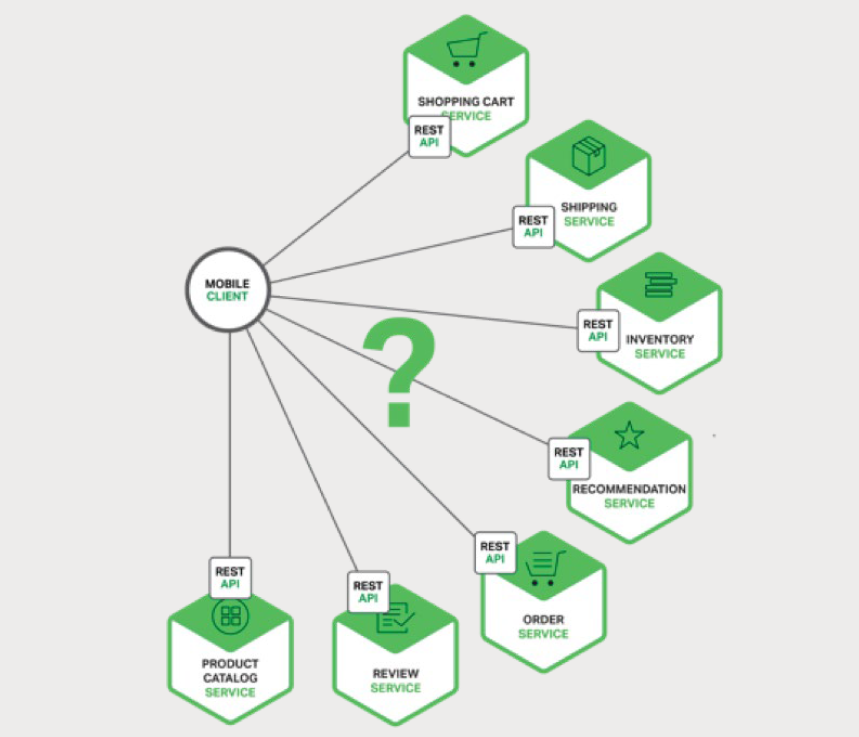 SHOPPING CART
SERVICE
REST
API
SHIPPING
SERVICE
REST
API
MOBILE
CLIENT
REST
API
INVENTORY
SERVICE
?
REST
API
RECOMMENDATION
SERVICE
REST
API
ORDER
SERVICE
REST
API
REVIEW
SERVICE
REST
API
PRODUCT
CATALOG
SERVICE